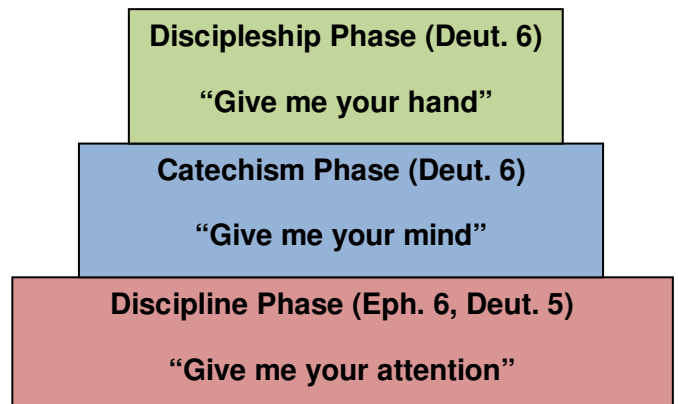 Discipleship Phase (Deut. 6)
“Give me your hand”
Catechism Phase (Deut. 6)
“Give me your mind”
Discipline Phase (Eph. 6, Deut. 5)
“Give me your attention”